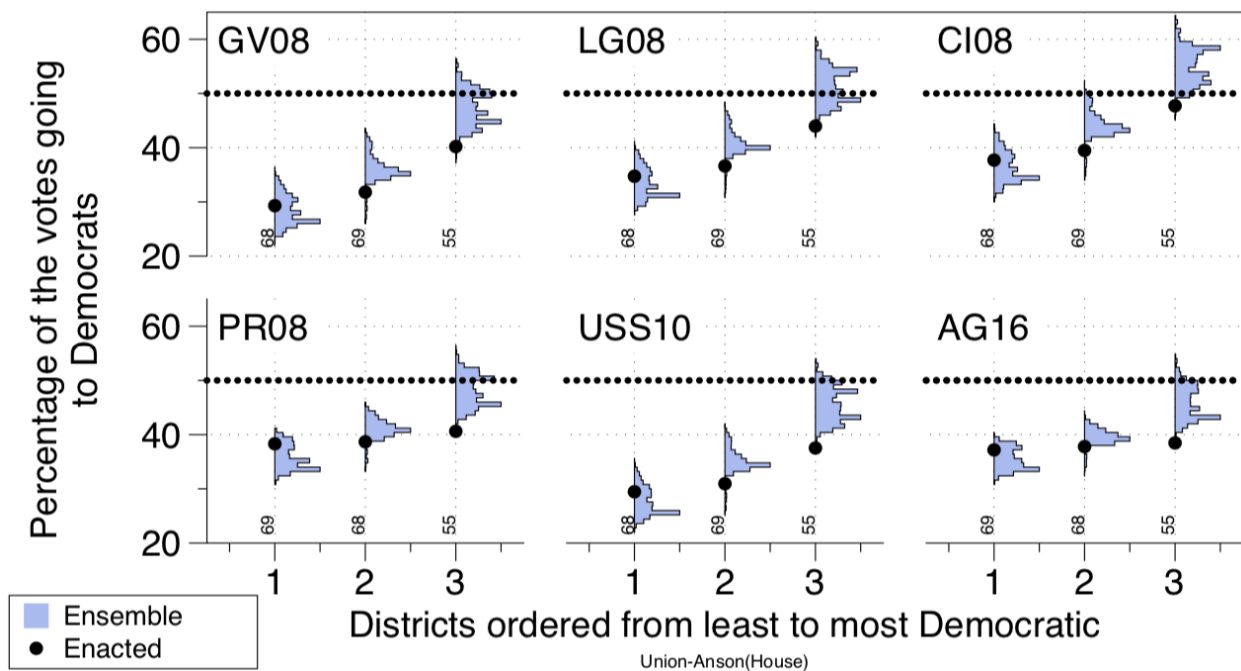 Percentage of the votes going
to Democrats
60
40
20
GV08
68
69
55
LG08
68
69
55
CI08
68
69
55
60
40
20
PR08
69
68
55
USS10
68
69
55
AG16
69
68
55
1 2 3
1 2 3
1 2 3
Districts ordered from least to most Democratic
Union-Anson(House)
Ensemble
Enacted